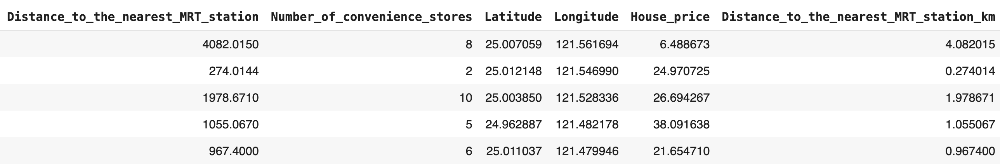 Distance_to_the_nearest_MRT_station Number_of_convenience_stores Latitude Longitude House_price Distance_to_the_nearest_MRT_station_km
4082.0150 8 25.007059 121.561694 6.488673 4.082015
274.0144 2 25.012148 121.546990 24.970725 0.274014
1978.6710 10 25.003850 121.528336 26.694267 1.978671
1055.0670 5 24.962887 121.482178 38.091638 1.055067
967.4000 6 25.011037 121.479946 21.654710 0.967400